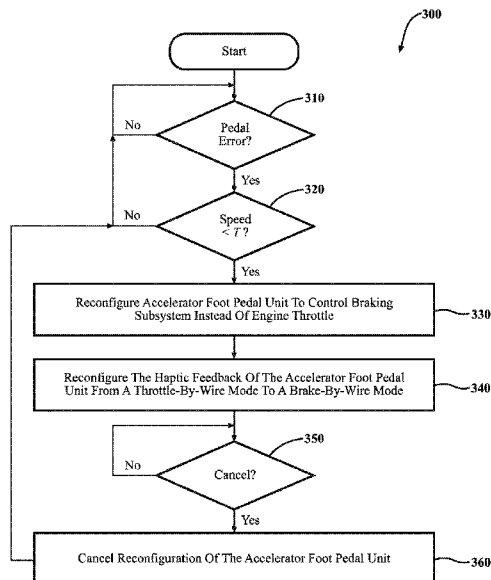 300
Start
310
Pedal
Error?
No
Yes
320
Speed
< T ?
No
Yes
Reconfigure Accelerator Foot Pedal Unit To Control Braking
Subsystem Instead Of Engine Throttle
330
Reconfigure The Haptic Feedback Of The Accelerator Foot Pedal
Unit From A Throttle-By-Wire Mode To A Brake-By-Wire Mode
340
350
Cancel?
No
Yes
Cancel Reconfiguration Of The Accelerator Foot Pedal Unit
360